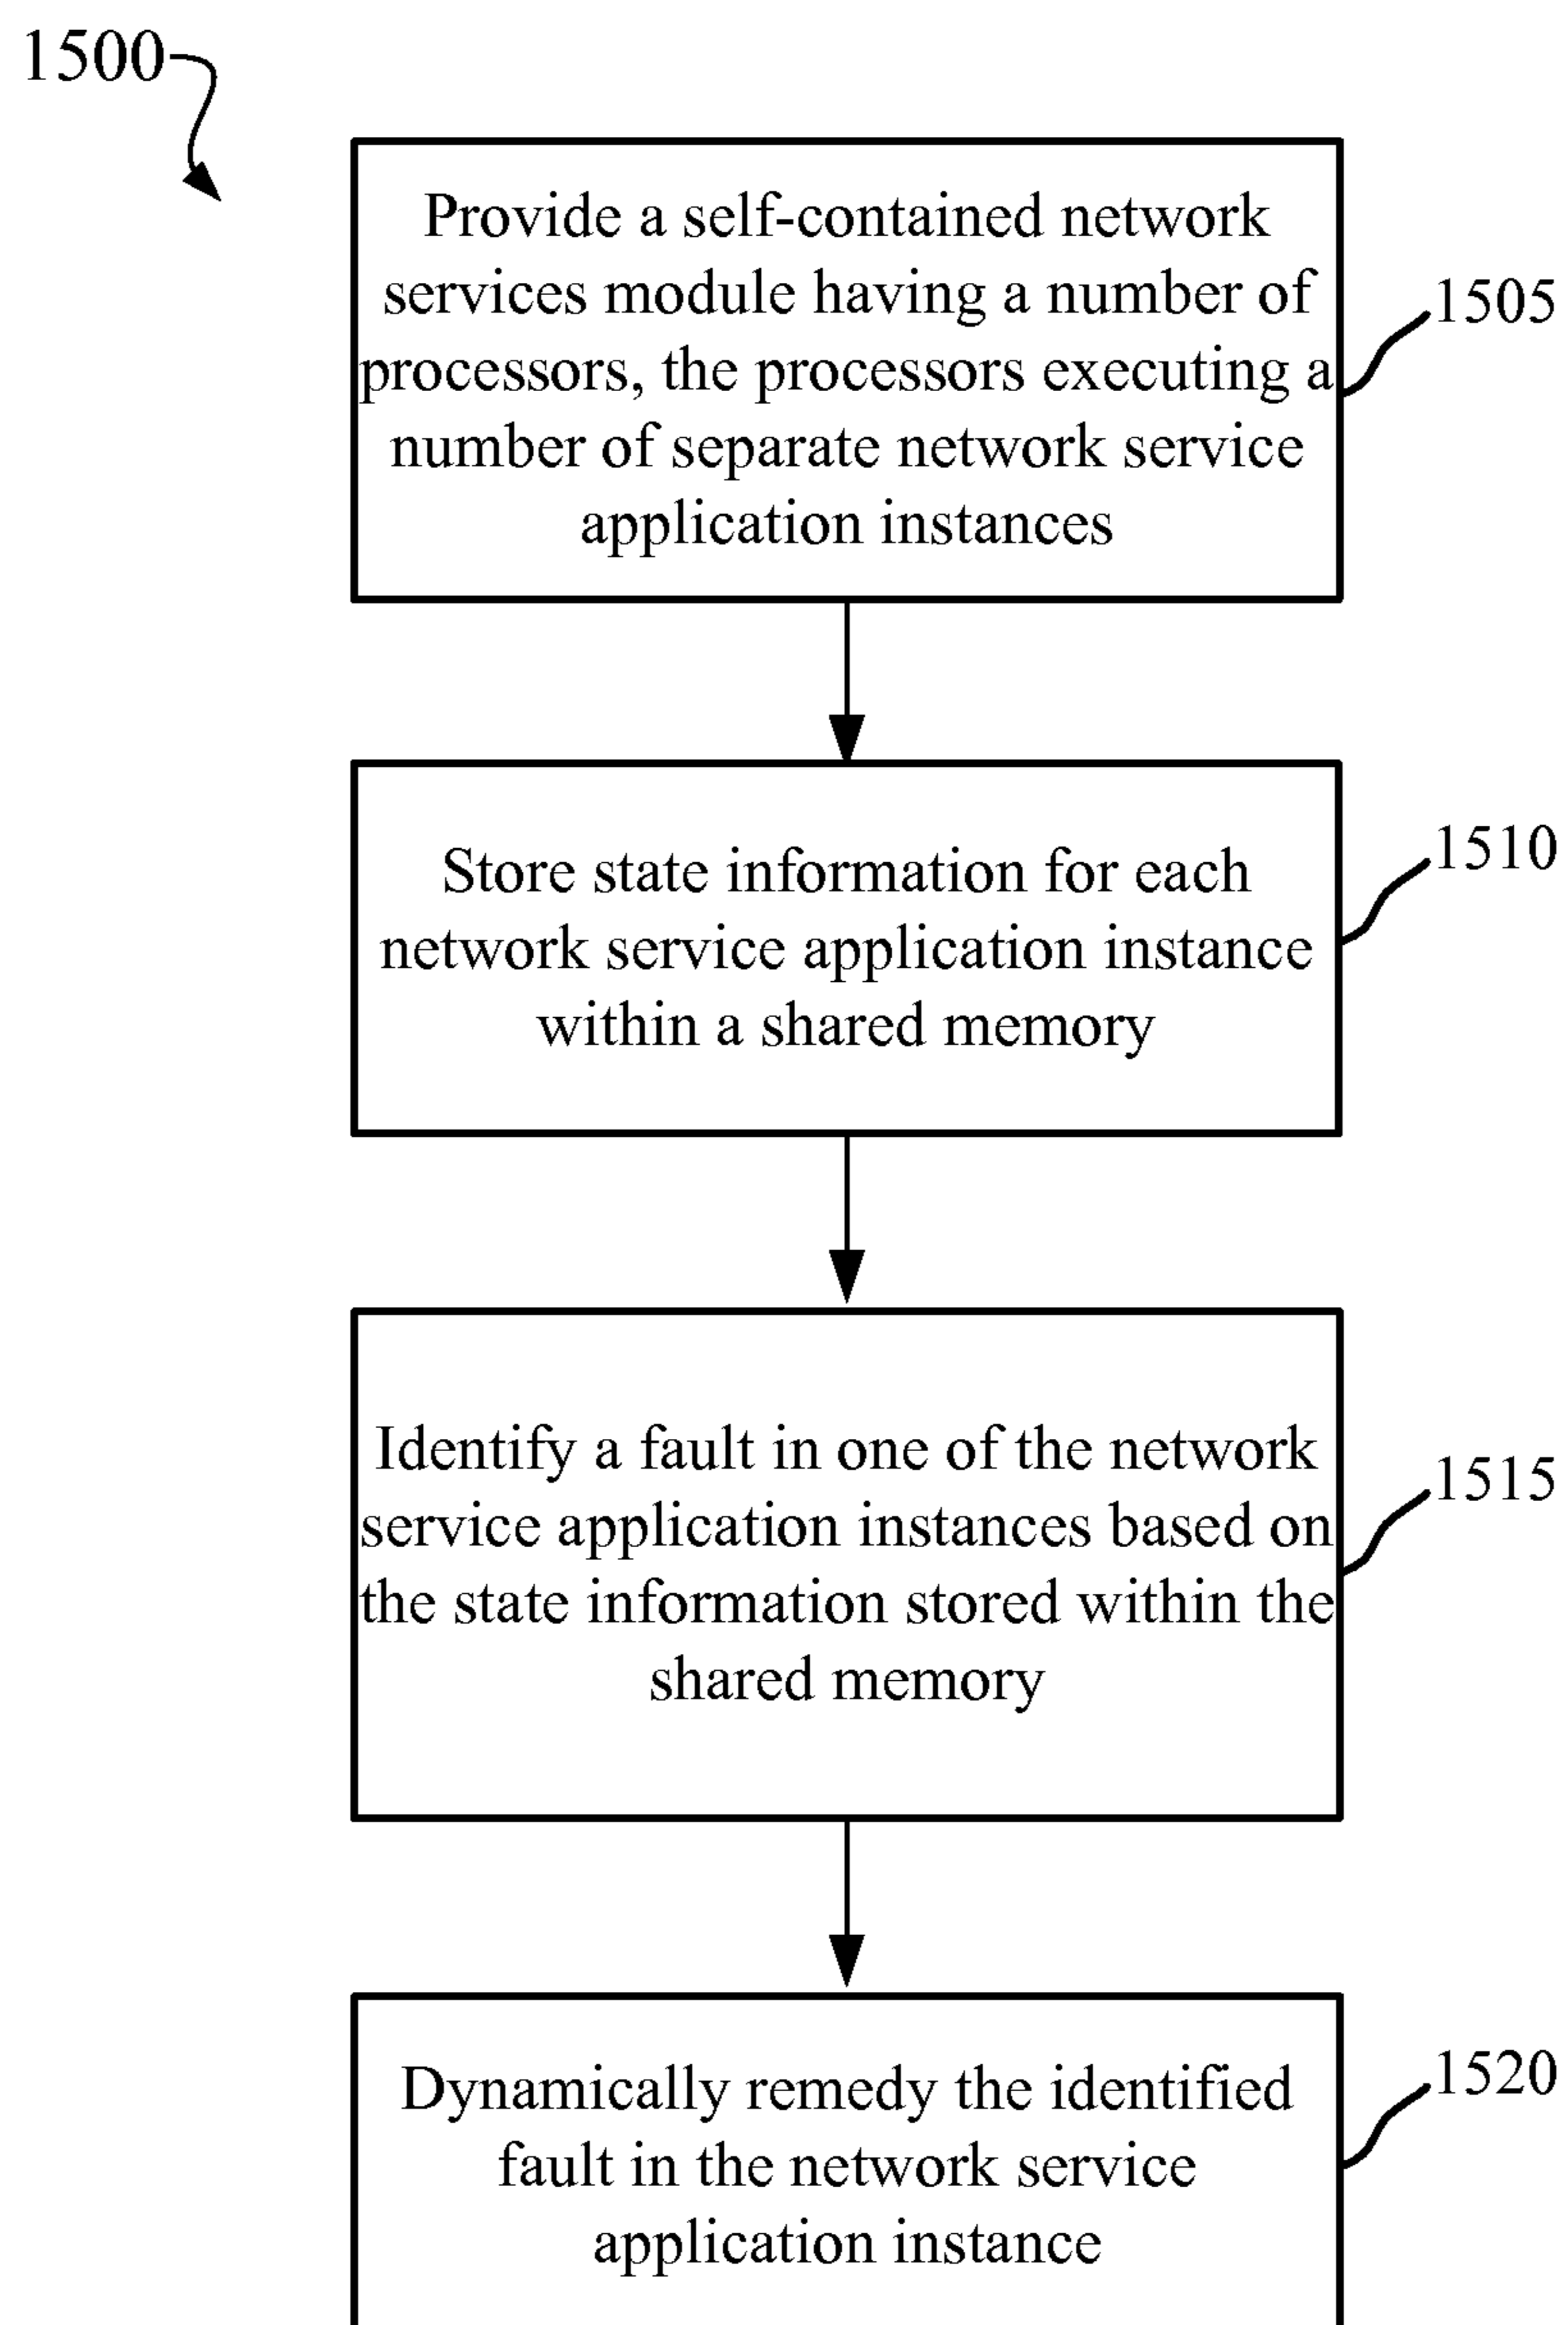 1500
Provide a self-contained network
services module having a number of
processors, the processors executing a
number of separate network service
application instances
1505
Store state information for each
network service application instance
within a shared memory
1510
Identify a fault in one of the network
service application instances based on
the state information stored within the
shared memory
1515
Dynamically remedy the identified
fault in the network service
application instance
1520